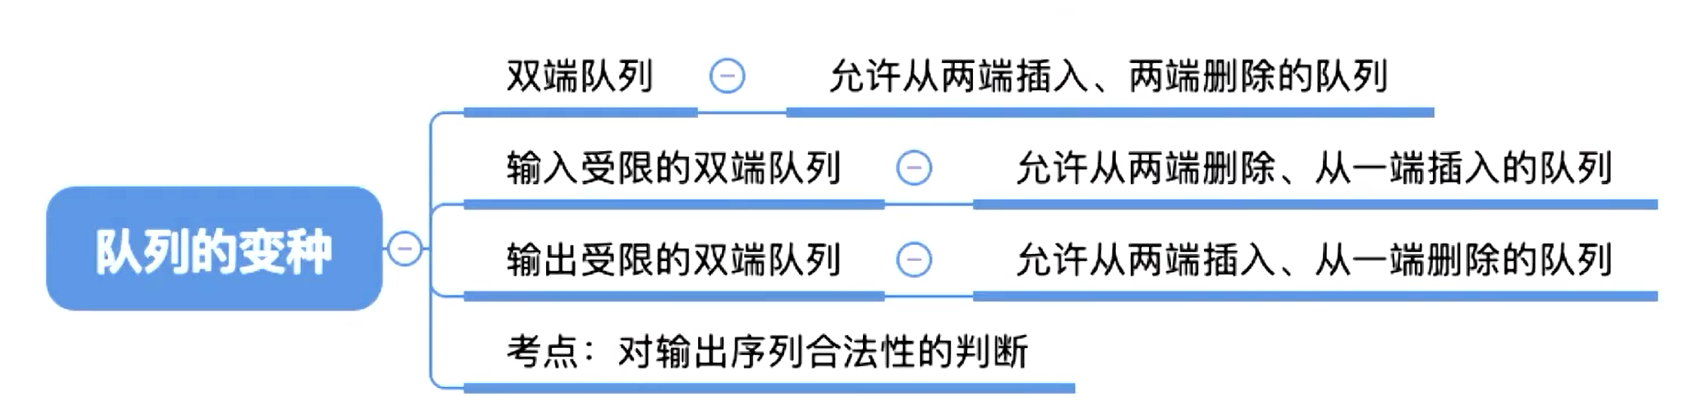 队列的变种
双端队列
允许从两端插入、两端删除的队列
输入受限的双端队列
允许从两端删除、从一端插入的队列
输出受限的双端队列
允许从两端插入、从一端删除的队列
考点：对输出序列合法性的判断